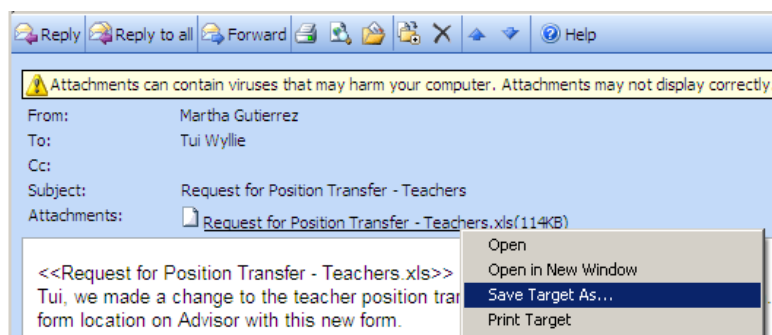 Reply Reply to all Forward Help
Attachments can contain viruses that may harm your computer. Attachments may not display correctly
From: Martha Gutierrez
To: Tui Wyllie
Cc:
Subject: Request for Position Transfer - Teachers
Attachments: Request for Position Transfer - Teachers.xls(114KB)
Open
<<Request for Position Transfer - Teachers.xls>> Open in New Window
Tui, we made a change to the teacher position tra Save Target As...
form location on Advisor with this new form. Print Target